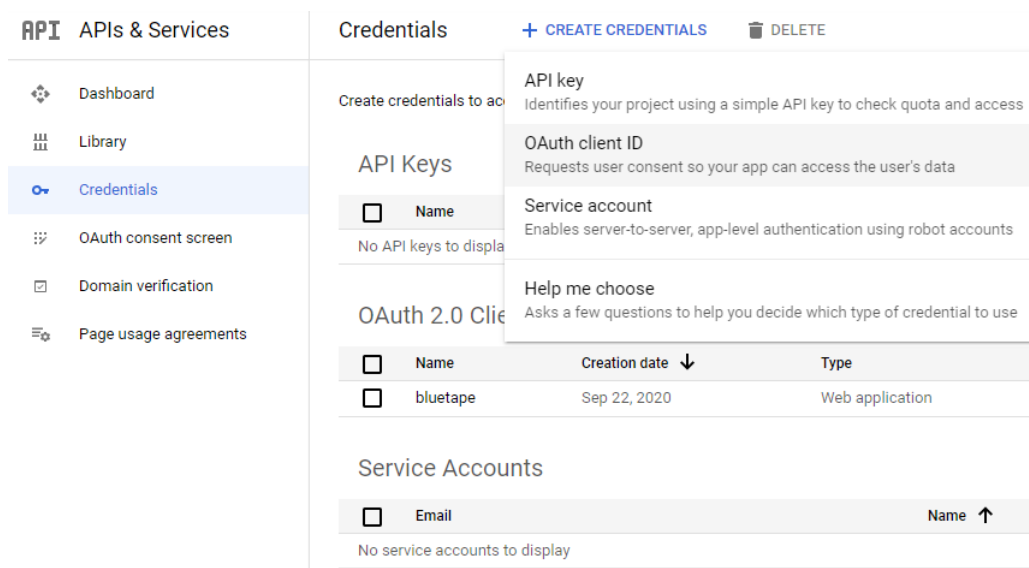 API APIs & Services
Dashboard
Library
Credentials
OAuth consent screen
Domain verification
Page usage agreements
Credentials
+ CREATE CREDENTIALS
DELETE
API key
Identifies your project using a simple API key to check quota and access
OAuth client ID
Requests user consent so your app can access the user's data
Service account
Enables server-to-server, app-level authentication using robot accounts
Help me choose
Asks a few questions to help you decide which type of credential to use
Create credentials to ac
API Keys
Name
No API keys to displa
OAuth 2.0 Clie
Name Creation date Type
bluetape Sep 22, 2020 Web application
Service Accounts
Email Name
No service accounts to display